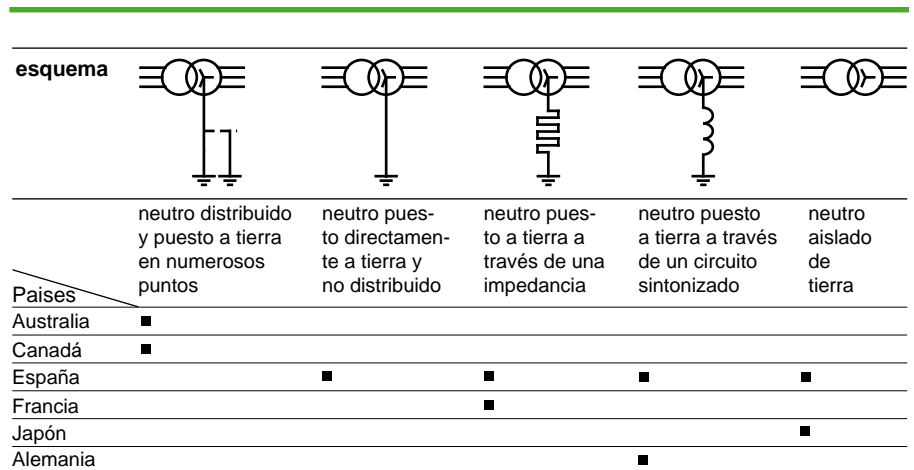 esquema
neutro distribuido
y puesto a tierra
en numerosos
puntos
neutro pues-
to directamen-
te a tierra y
no distribuido
neutro pues-
to a tierra a
través de una
impedancia
neutro puesto
a tierra a través
de un circuito
sintonizado
neutro
aislado
de
tierra
Paises
Australia
Canadá
España
Francia
Japón
Alemania